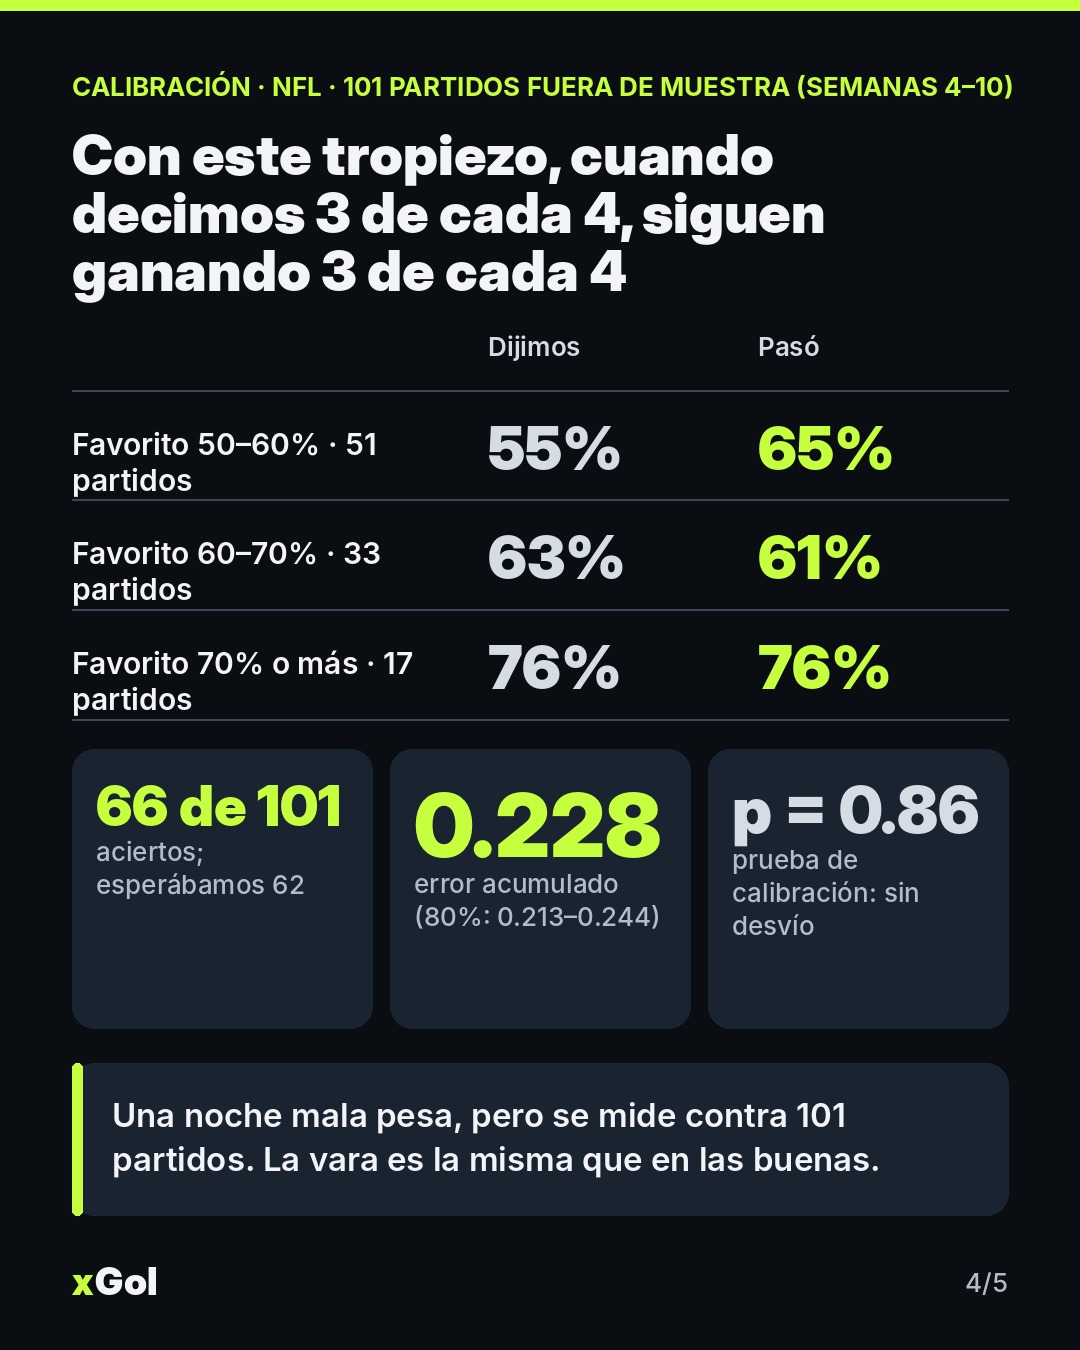 CALIBRACIÓN · NFL · 101 PARTIDOS FUERA DE MUESTRA (SEMANAS 4–10)
Con este tropiezo, cuando
decimos 3 de cada 4, siguen
ganando 3 de cada 4
Dijimos Pasó
Favorito 50–60% · 51
partidos
55% 65%
Favorito 60–70% · 33
partidos
63% 61%
Favorito 70% o más · 17
partidos
76% 76%
66 de 101
aciertos;
esperábamos 62
0.228
error acumulado
(80%: 0.213–0.244)
p = 0.86
prueba de
calibración: sin
desvío
Una noche mala pesa, pero se mide contra 101
partidos. La vara es la misma que en las buenas.
xGol
4/5